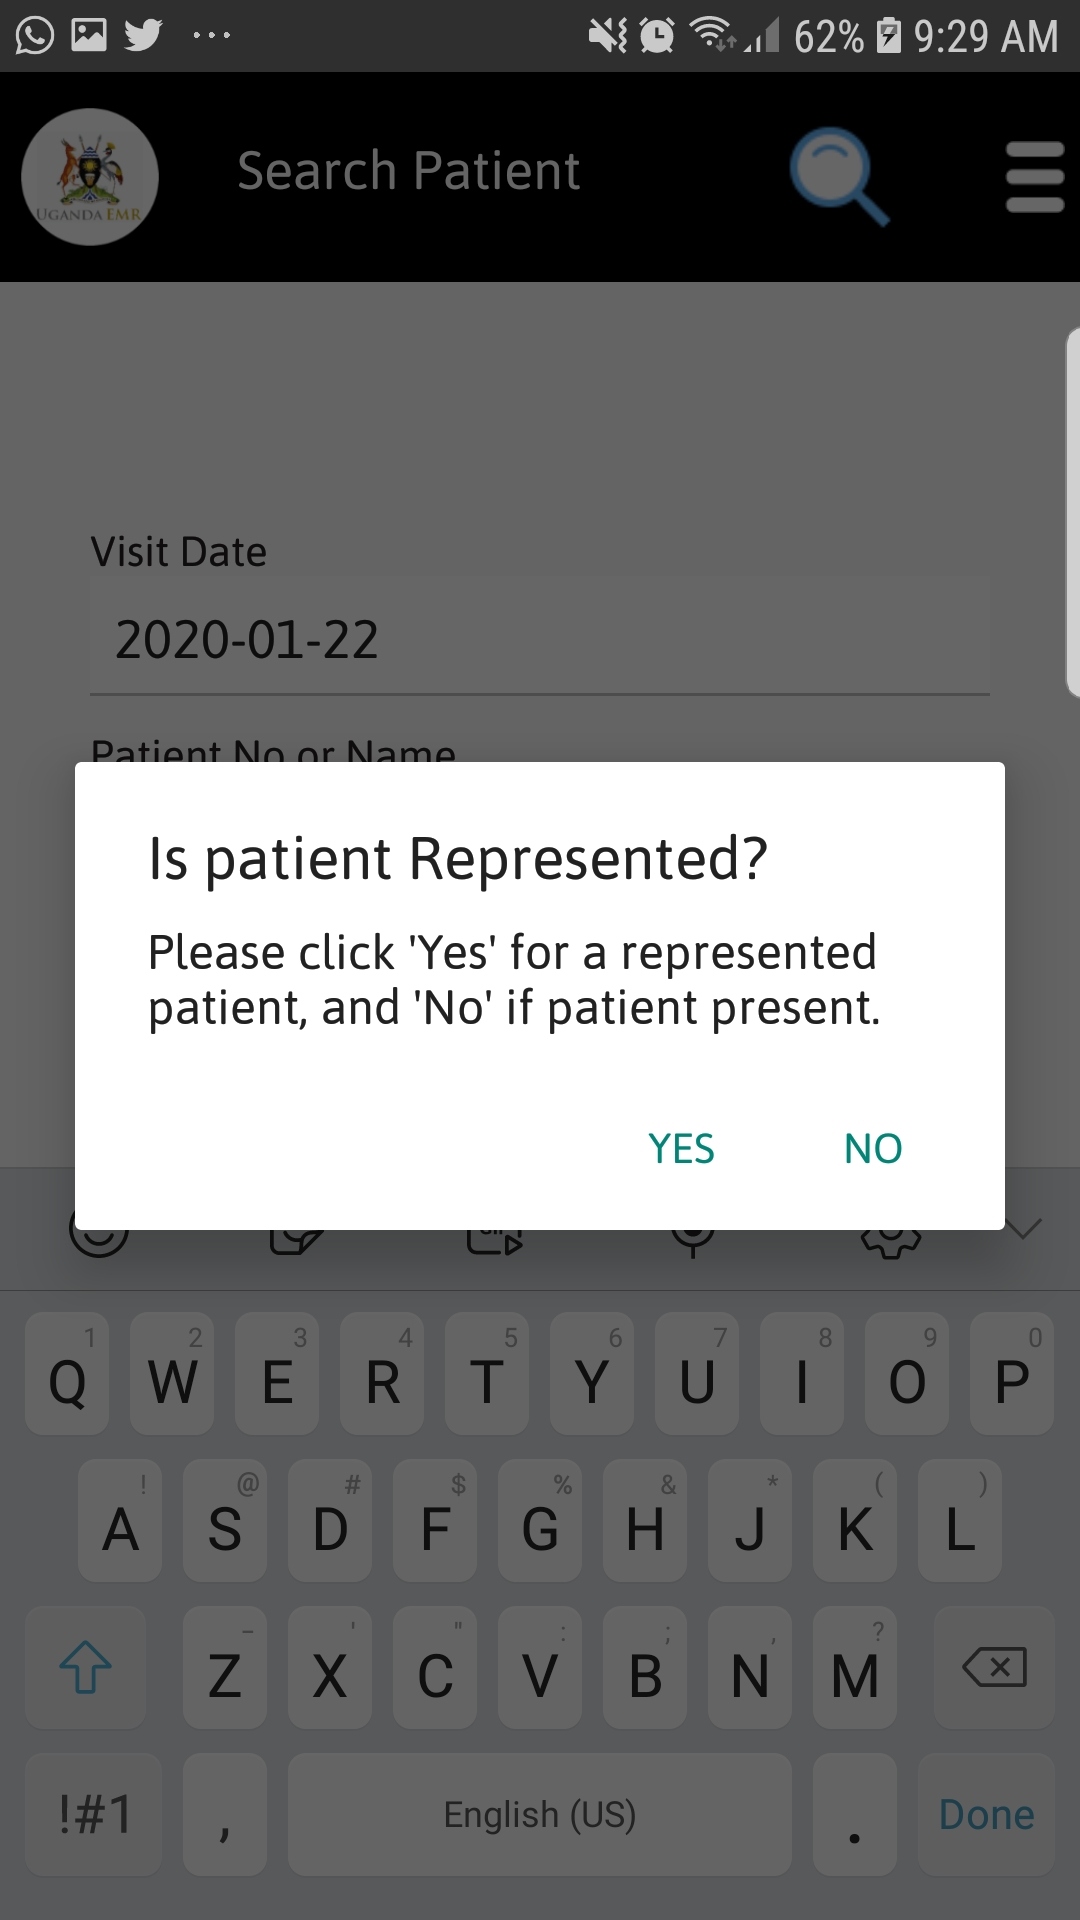 62% 9:29 AM
UGANDA EMR
Search Patient
Visit Date
2020-01-22
Patient No or Name
Is patient Represented?
Please click 'Yes' for a represented
patient, and 'No' if patient present.
YES NO
1 2 3 4 5 6 7 8 9 0
Q W E R T Y U I O P
! @ # $ % & * ( )
A S D F G H J K L
- ' " : ; , ?
Z X C V B N M
!#1 , English (US) . Done